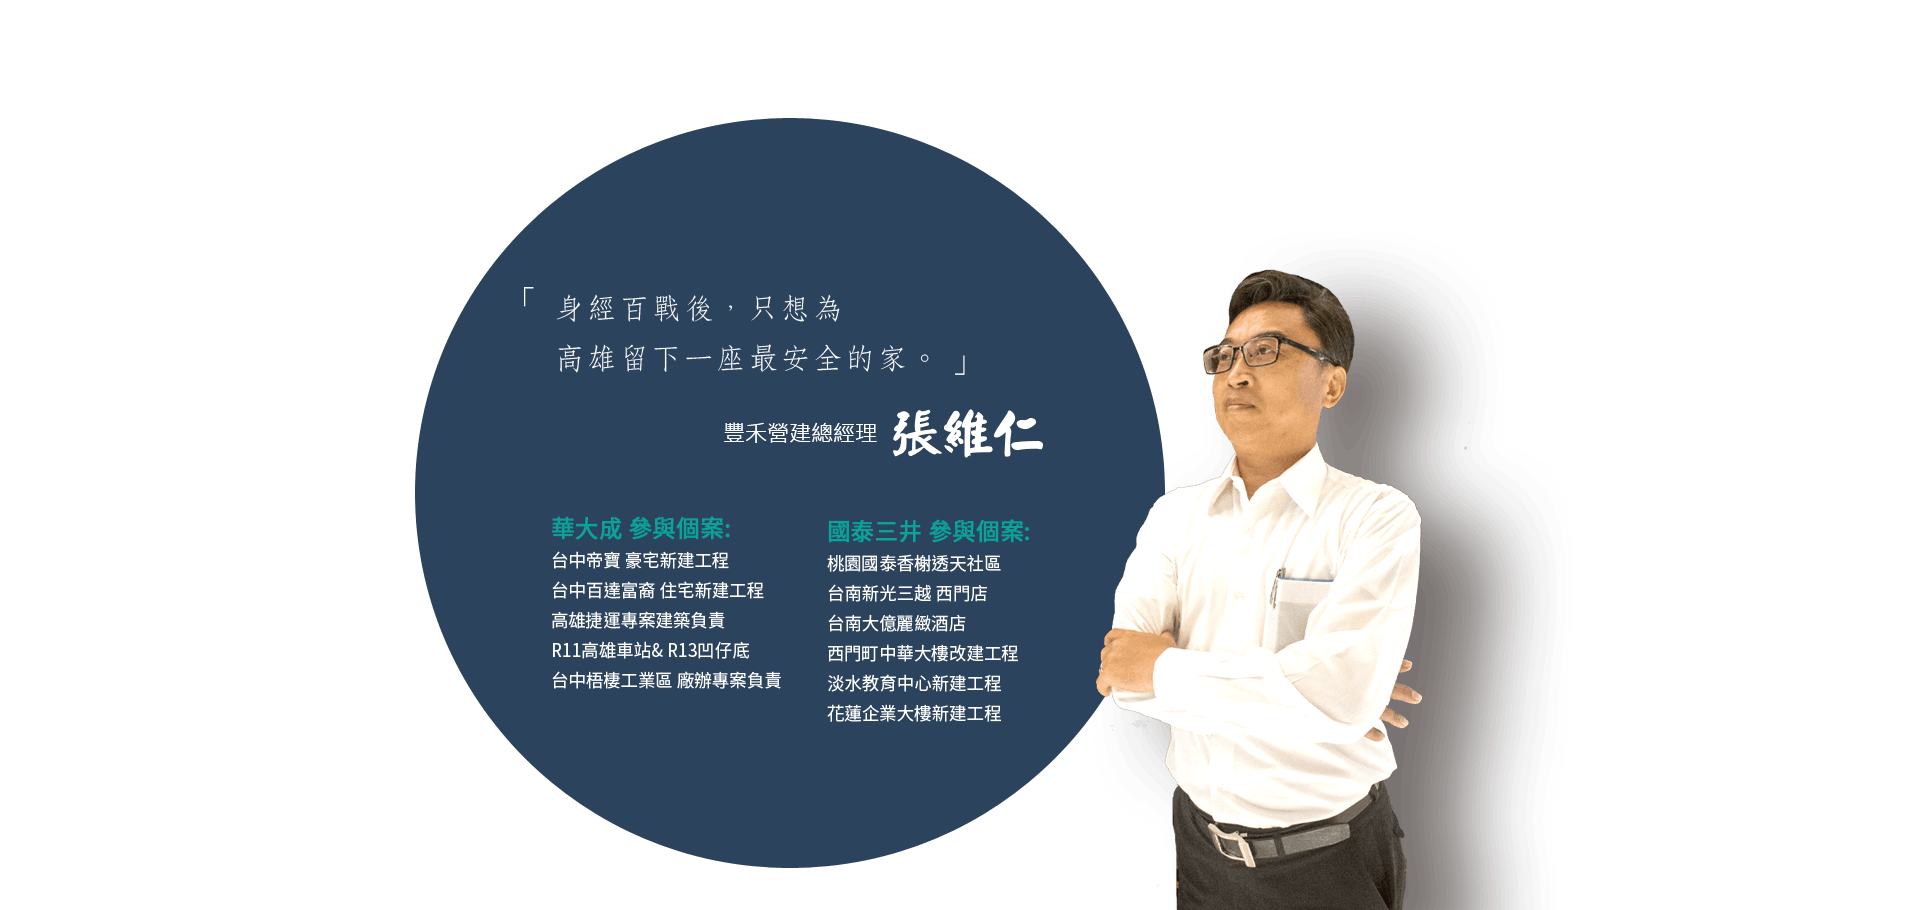 「身經百戰後，只想為
高雄留下一座最安全的家。」
豐禾營建總經理 張維仁
華大成 參與個案:
台中帝寶 豪宅新建工程
台中百達富裔 住宅新建工程
高雄捷運專案建築負責
R11高雄車站& R13凹仔底
台中梧棲工業區 廠辦專案負責
國泰三井 參與個案:
桃園國泰香榭透天社區
台南新光三越 西門店
台南大億麗緻酒店
西門町中華大樓改建工程
淡水教育中心新建工程
花蓮企業大樓新建工程